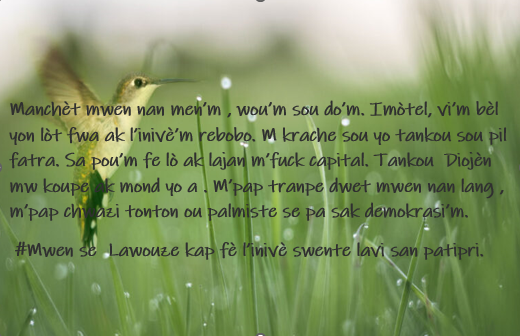 Manchèt mwen nan men'm , wou'm sou do'm. Imòtel, vi'm bèl
yon lòt fwa ak l'inivè'm rebobo. M krache sou yo tankou sou pil
fatra. Sa pou'm fe lò ak lajan m'fuck capital. Tankou Diojèn
mw koupe ak mond yo a . M'pap tranpe dwet mwen nan lang ,
m'pap chwazi tonton ou palmiste se pa sak demokrasi'm.
#Mwen se Lawouze kap fè l'inivè swente lavi san patipri.